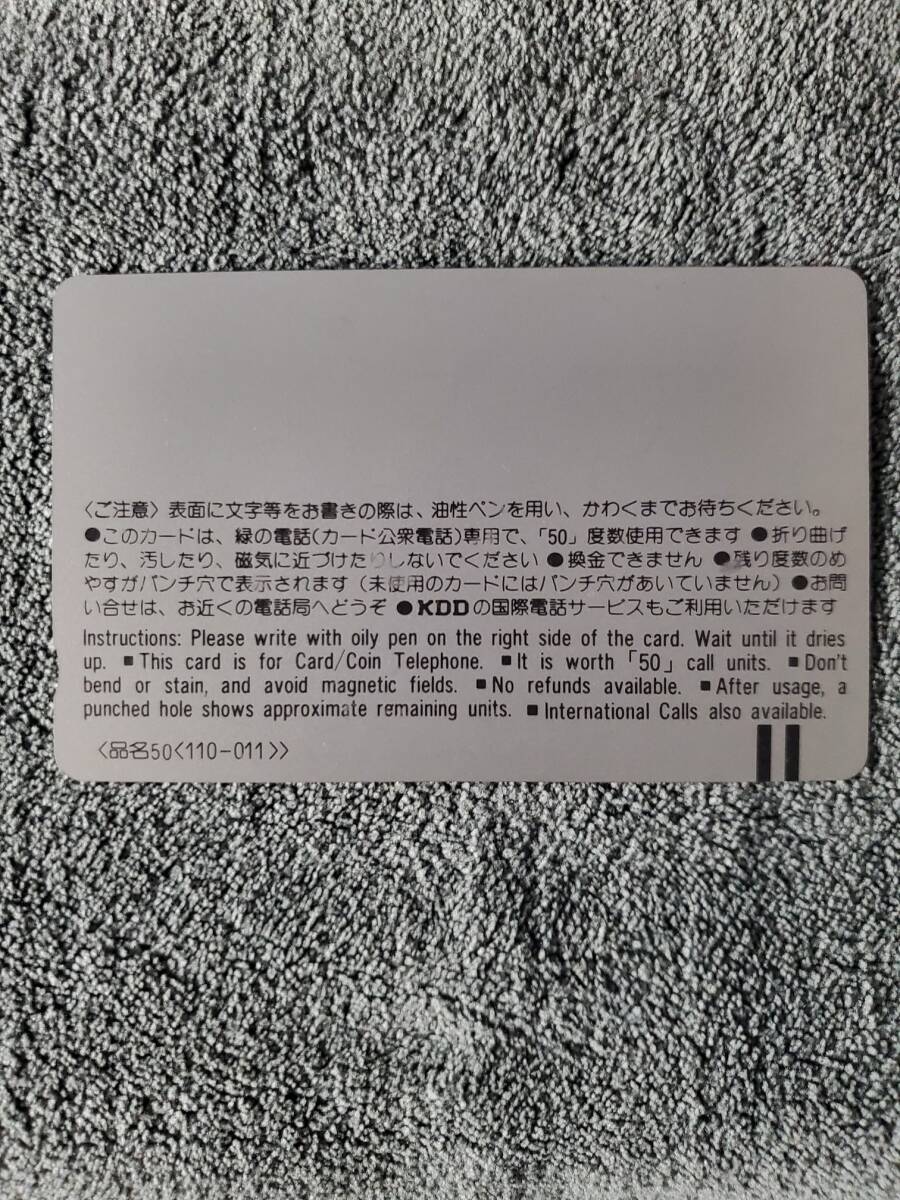 〈ご注意〉表面に文字等をお書きの際は、油性ペンを用い、かわくまでお待ちください。
●このカードは、緑の電話(カード公衆電話)専用で、「50」度数使用できます ●折り曲げ
たり、汚したり、磁気に近づけたりしないでください ●換金できません ●残り度数のめ
やすがパンチ穴で表示されます（未使用のカードにはパンチ穴があいていません）●お問
い合せは、お近くの電話局へどうぞ ●KDDの国際電話サービスもご利用いただけます
Instructions: Please write with oily pen on the right side of the card. Wait until it dries
up. ■This card is for Card/Coin Telephone. ■It is worth「50」call units. ■Don't
bend or stain, and avoid magnetic fields. ■No refunds available. ■After usage, a
punched hole shows approximate remaining units. ■International Calls also available.
〈品名50〈110-011〉〉